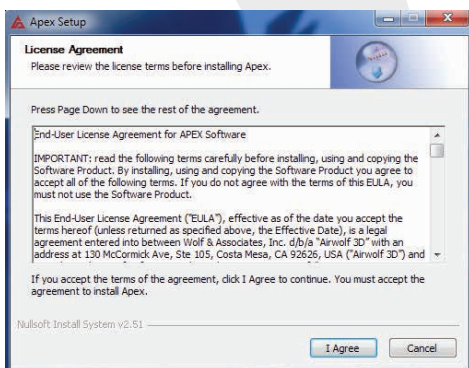 Apex Setup
License Agreement
Please review the license terms before installing Apex.
Press Page Down to see the rest of the agreement.
End-User License Agreement for APEX Software
IMPORTANT: read the following terms carefully before installing, using and copying the
Software Product. By installing, using and copying the Software Product you agree to
accept all of the following terms. If you do not agree with the terms of this EULA, you
must not use the Software Product.
This End-User License Agreement ("EULA"), effective as of the date you accept the
terms hereof (unless returned as specified above, the Effective Date), is a legal
agreement entered into between Wolf & Associates, Inc. d/b/a "Airwolf 3D" with an
address at 130 McCormick Ave, Ste 105, Costa Mesa, CA 92626, USA ("Airwolf 3D") and
If you accept the terms of the agreement, click I Agree to continue. You must accept the
agreement to install Apex.
Nullsoft Install System v2.51
I Agree
Cancel